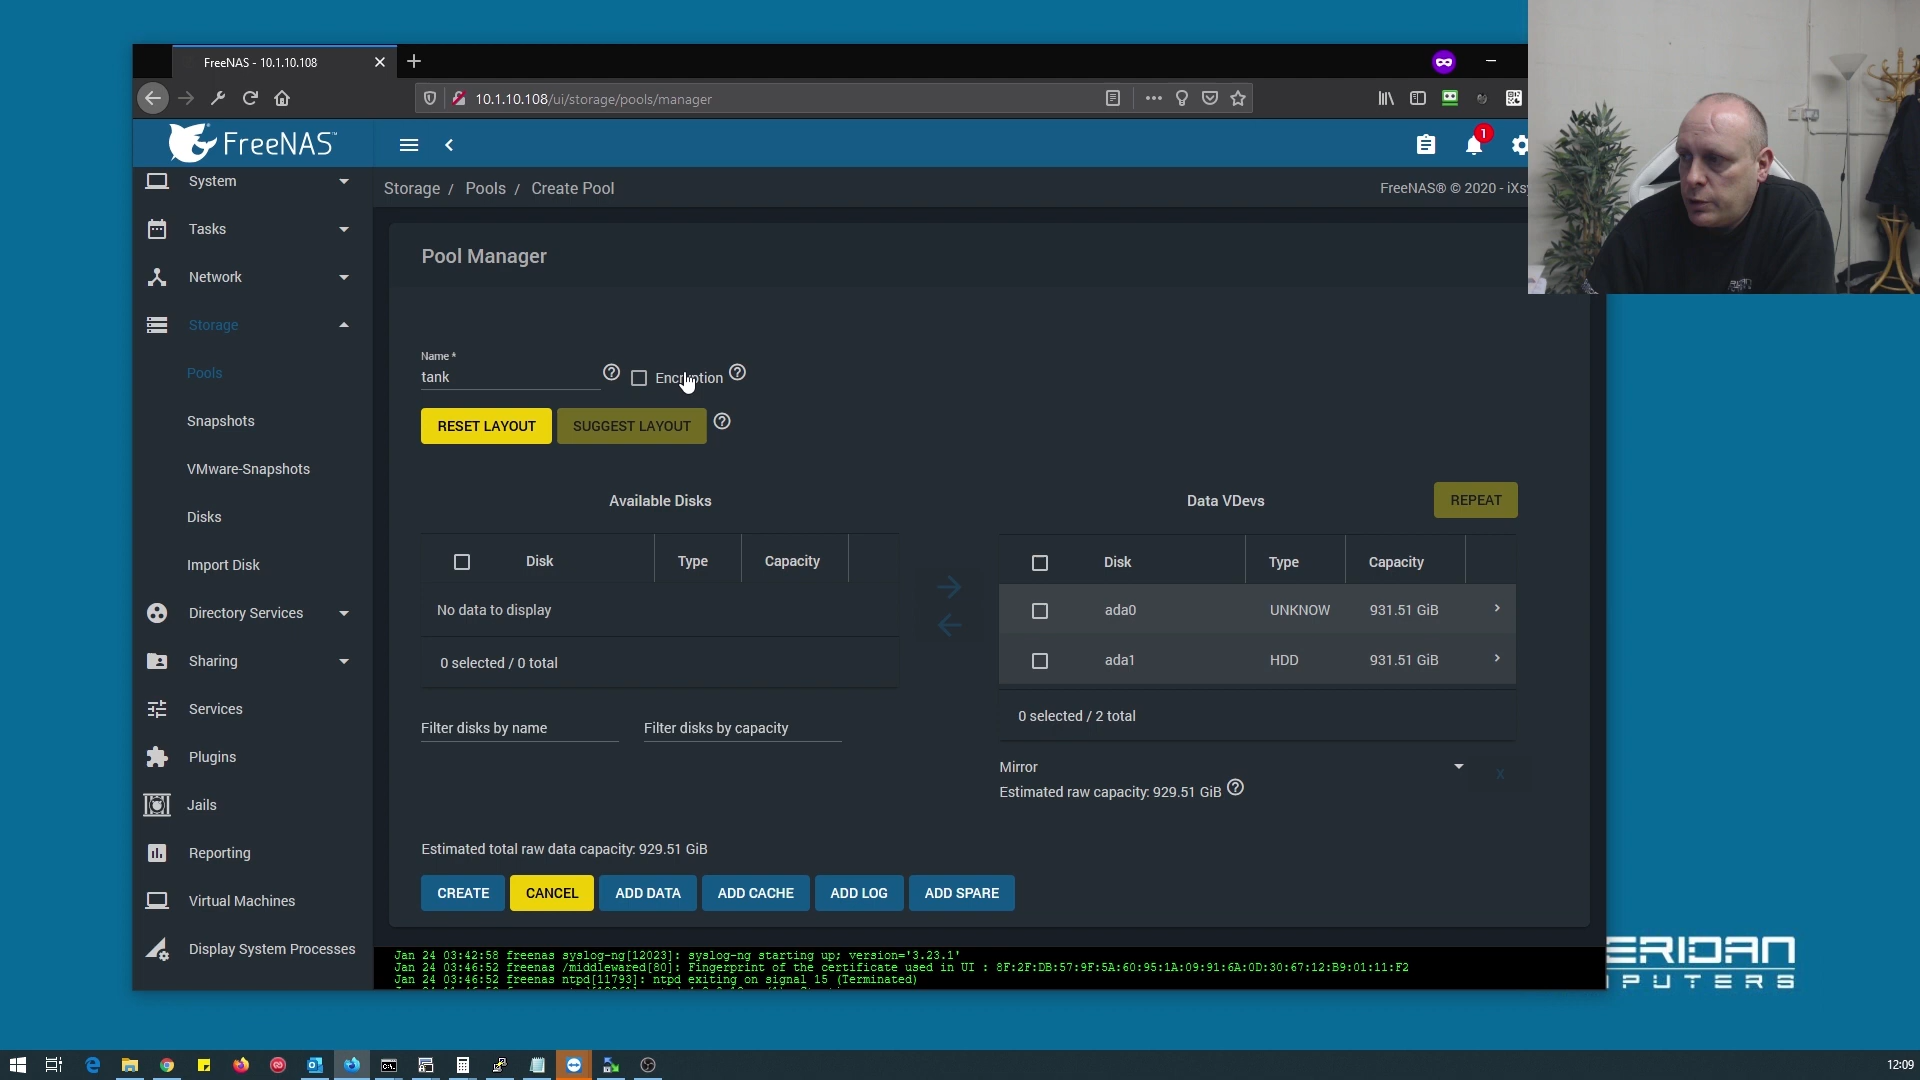 FreeNAS - 10.1.10.108
10.1.10.108/ui/storage/pools/manager
FreeNAS™
1
System
Storage / Pools / Create Pool
FreeNAS® © 2020 - iXsy
Tasks
Network
Storage
Pools
Snapshots
VMware-Snapshots
Disks
Import Disk
Directory Services
Sharing
Services
Plugins
Jails
Reporting
Virtual Machines
Display System Processes
Pool Manager
Name *
tank
Encryption
RESET LAYOUT
SUGGEST LAYOUT
Available Disks
Disk Type Capacity
No data to display
0 selected / 0 total
Filter disks by name
Filter disks by capacity
Data VDevs
REPEAT
Disk Type Capacity
ada0 UNKNOW 931.51 GiB
ada1 HDD 931.51 GiB
0 selected / 2 total
Mirror
X
Estimated raw capacity: 929.51 GiB
Estimated total raw data capacity: 929.51 GiB
CREATE CANCEL ADD DATA ADD CACHE ADD LOG ADD SPARE
Jan 24 03:42:58 freenas syslog-ng[12023]: syslog-ng starting up; version='3.23.1'
Jan 24 03:46:52 freenas /middlewared[80]: Fingerprint of the certificate used in UI : 8F:2F:DB:57:9F:5A:60:95:1A:09:91:6A:0D:30:67:12:B9:01:11:F2
Jan 24 03:46:52 freenas ntpd[11793]: ntpd exiting on signal 15 (Terminated)
ERIDAN
PUTERS
12:09